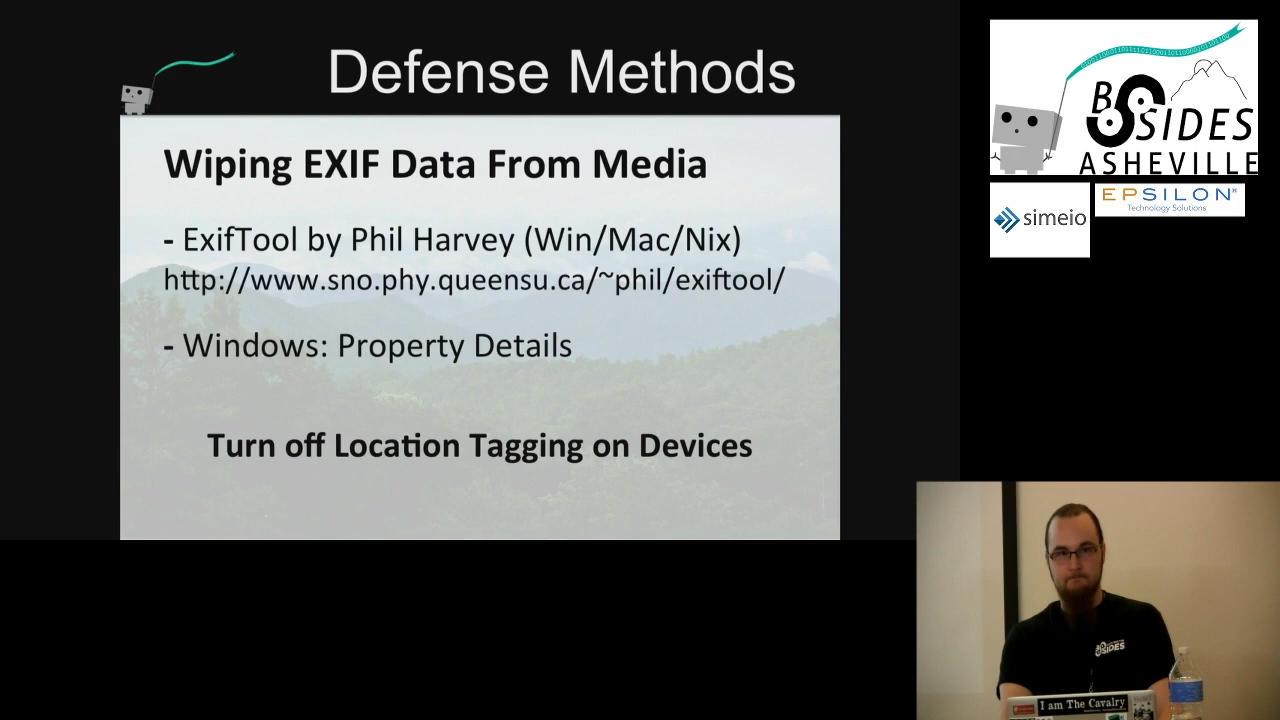 Defense Methods
Wiping EXIF Data From Media
- ExifTool by Phil Harvey (Win/Mac/Nix)
http://www.sno.phy.queensu.ca/~phil/exiftool/
- Windows: Property Details
Turn off Location Tagging on Devices
BSIDES
ASHEVILLE
simeio
EPSILON®
Technology Solutions
BSIDES
I am The Cavalry